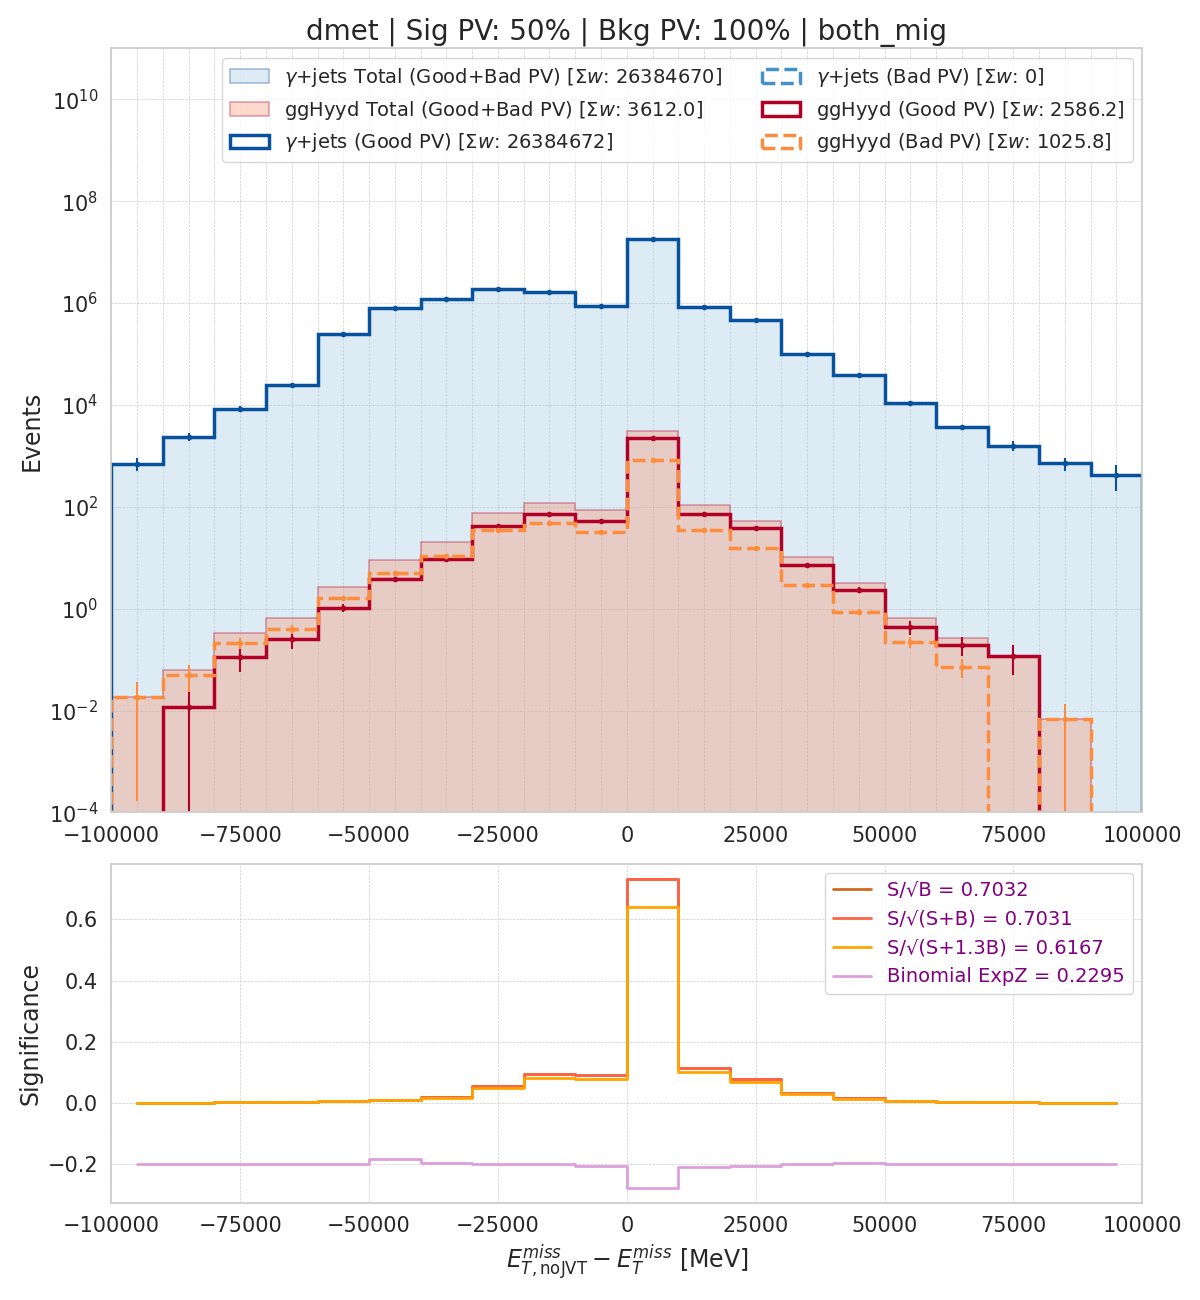 dmet | Sig PV: 50% | Bkg PV: 100% | both_mig
γ+jets Total (Good+Bad PV) [Σw: 26384670]
ggHyyd Total (Good+Bad PV) [Σw: 3612.0]
γ+jets (Good PV) [Σw: 26384672]
γ+jets (Bad PV) [Σw: 0]
ggHyyd (Good PV) [Σw: 2586.2]
ggHyyd (Bad PV) [Σw: 1025.8]
Events
10^10
10^8
10^6
10^4
10^2
10^0
10^−2
10^−4
−100000 −75000 −50000 −25000 0 25000 50000 75000 100000
S/√B = 0.7032
S/√(S+B) = 0.7031
S/√(S+1.3B) = 0.6167
Binomial ExpZ = 0.2295
Significance
0.6
0.4
0.2
0.0
−0.2
−100000 −75000 −50000 −25000 0 25000 50000 75000 100000
E_{T,noJVT}^{miss} − E_T^{miss} [MeV]